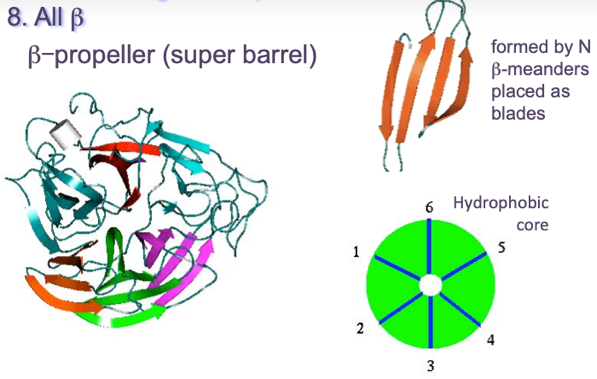 8. All β
β–propeller (super barrel)
formed by N
β-meanders
placed as
blades
Hydrophobic
core
6
1
5
2
4
3